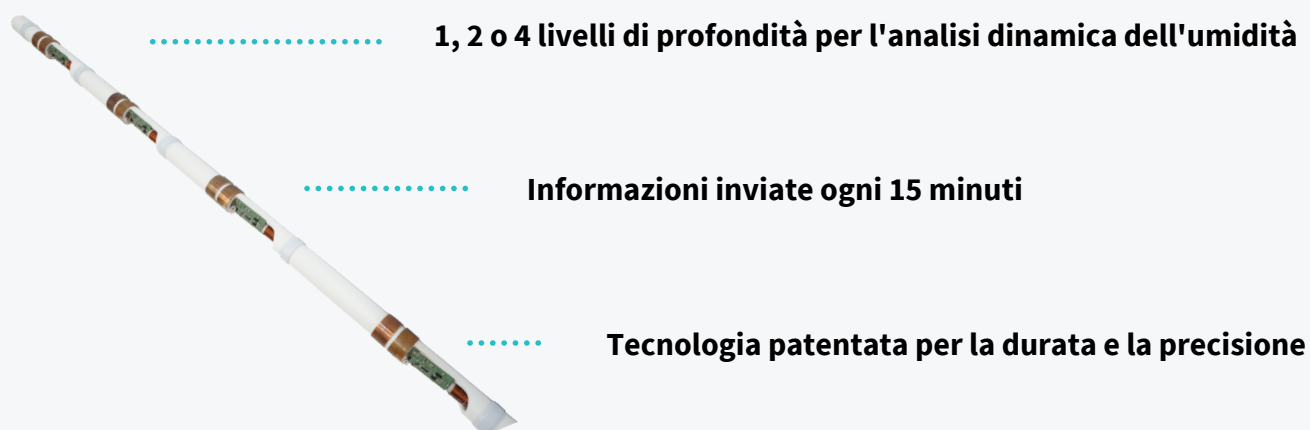 1, 2 o 4 livelli di profondità per l'analisi dinamica dell'umidità
Informazioni inviate ogni 15 minuti
Tecnologia patentata per la durata e la precisione